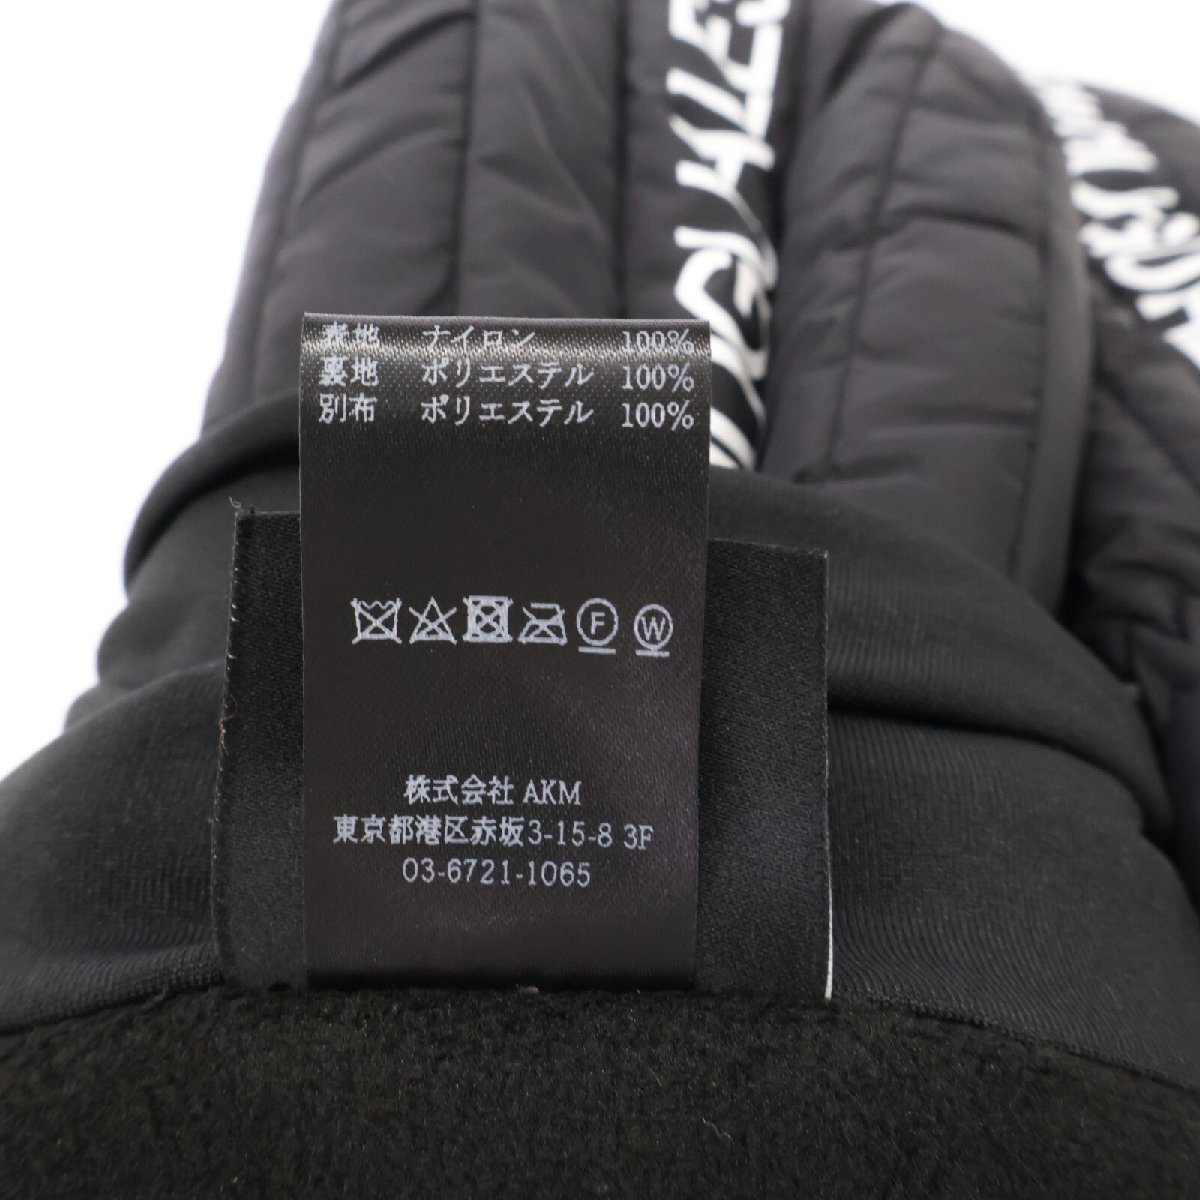 表地 ナイロン 100%
裏地 ポリエステル 100%
別布 ポリエステル 100%
F W
株式会社 AKM
東京都港区赤坂3-15-8 3F
03-6721-1065